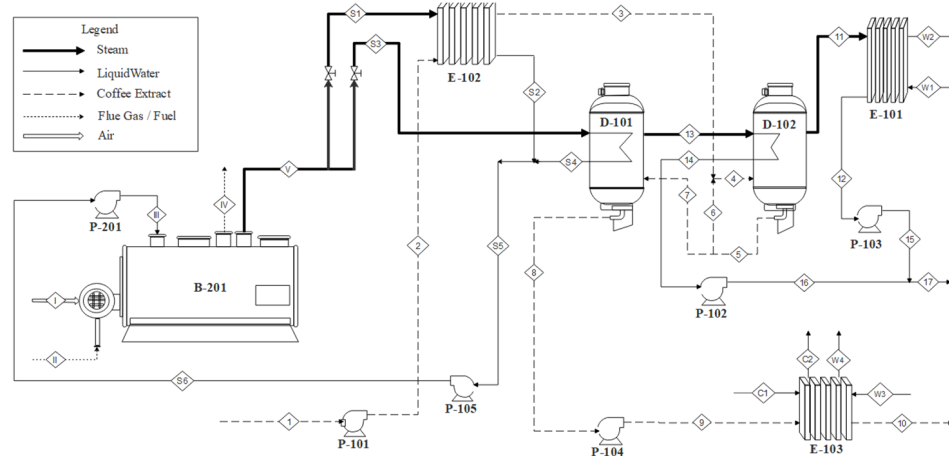 S1
3
11
Legend
S3
W2
Steam
LiquidWater
E-102
Coffee Extract
S2
W1
Flue Gas / Fuel
D-101
D-102
E-101
Air
13
S4
14
V
4
12
7
IV
P-201
III
6
2
P-103
15
S5
5
8
B-201
16
17
I
P-102
C2
W4
II
S6
C1
W3
P-105
1
9
10
P-101
P-104
E-103